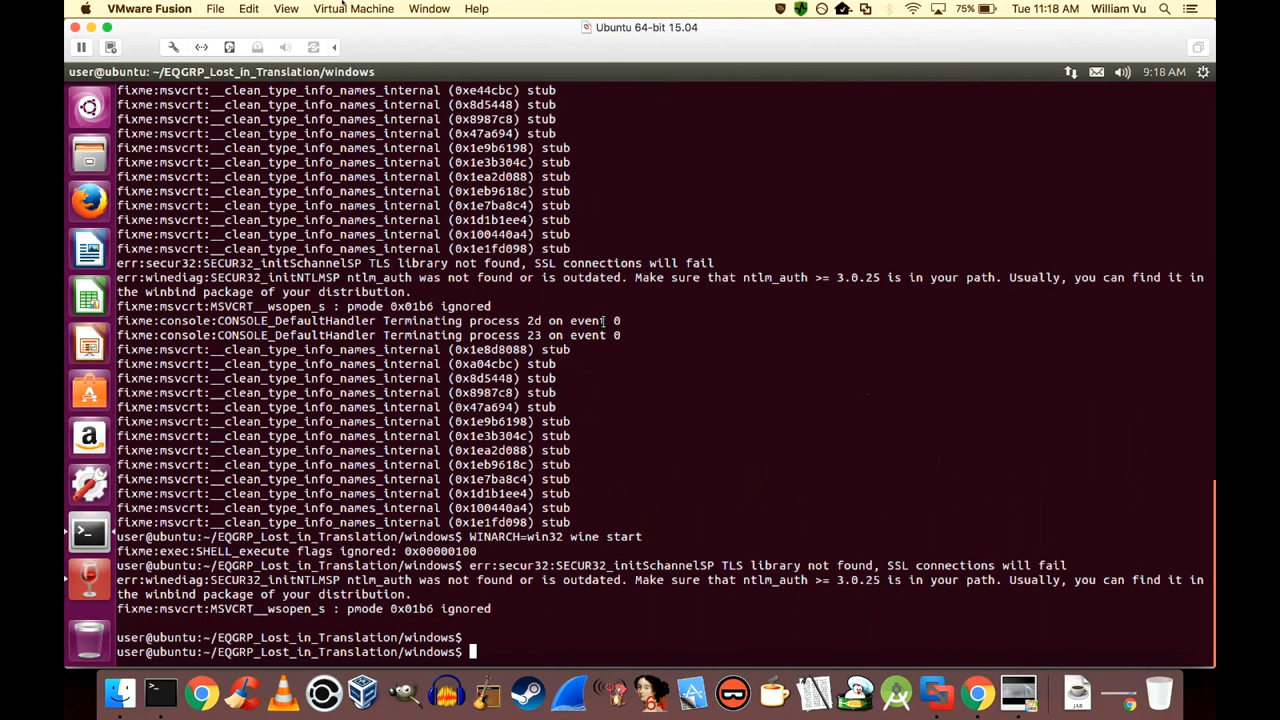 VMware Fusion File Edit View Virtual Machine Window Help 75% Tue 11:18 AM William Vu
Ubuntu 64-bit 15.04
user@ubuntu: ~/EQGRP_Lost_in_Translation/windows 9:18 AM
fixme:msvcrt:__clean_type_info_names_internal (0xe44cbc) stub
fixme:msvcrt:__clean_type_info_names_internal (0x8d5448) stub
fixme:msvcrt:__clean_type_info_names_internal (0x8987c8) stub
fixme:msvcrt:__clean_type_info_names_internal (0x47a694) stub
fixme:msvcrt:__clean_type_info_names_internal (0x1e9b6198) stub
fixme:msvcrt:__clean_type_info_names_internal (0x1e3b304c) stub
fixme:msvcrt:__clean_type_info_names_internal (0x1ea2d088) stub
fixme:msvcrt:__clean_type_info_names_internal (0x1eb9618c) stub
fixme:msvcrt:__clean_type_info_names_internal (0x1e7ba8c4) stub
fixme:msvcrt:__clean_type_info_names_internal (0x1d1b1ee4) stub
fixme:msvcrt:__clean_type_info_names_internal (0x100440a4) stub
fixme:msvcrt:__clean_type_info_names_internal (0x1e1fd098) stub
err:secur32:SECUR32_initSchannelSP TLS library not found, SSL connections will fail
err:winediag:SECUR32_initNTLMSP ntlm_auth was not found or is outdated. Make sure that ntlm_auth >= 3.0.25 is in your path. Usually, you can find it in
the winbind package of your distribution.
fixme:msvcrt:MSVCRT__wsopen_s : pmode 0x01b6 ignored
fixme:console:CONSOLE_DefaultHandler Terminating process 2d on event 0
fixme:console:CONSOLE_DefaultHandler Terminating process 23 on event 0
fixme:msvcrt:__clean_type_info_names_internal (0x1e8d8088) stub
fixme:msvcrt:__clean_type_info_names_internal (0xa04cbc) stub
fixme:msvcrt:__clean_type_info_names_internal (0x8d5448) stub
fixme:msvcrt:__clean_type_info_names_internal (0x8987c8) stub
fixme:msvcrt:__clean_type_info_names_internal (0x47a694) stub
fixme:msvcrt:__clean_type_info_names_internal (0x1e9b6198) stub
fixme:msvcrt:__clean_type_info_names_internal (0x1e3b304c) stub
fixme:msvcrt:__clean_type_info_names_internal (0x1ea2d088) stub
fixme:msvcrt:__clean_type_info_names_internal (0x1eb9618c) stub
fixme:msvcrt:__clean_type_info_names_internal (0x1e7ba8c4) stub
fixme:msvcrt:__clean_type_info_names_internal (0x1d1b1ee4) stub
fixme:msvcrt:__clean_type_info_names_internal (0x100440a4) stub
fixme:msvcrt:__clean_type_info_names_internal (0x1e1fd098) stub
user@ubuntu:~/EQGRP_Lost_in_Translation/windows$ WINARCH=win32 wine start
fixme:exec:SHELL_execute flags ignored: 0x00000100
user@ubuntu:~/EQGRP_Lost_in_Translation/windows$ err:secur32:SECUR32_initSchannelSP TLS library not found, SSL connections will fail
err:winediag:SECUR32_initNTLMSP ntlm_auth was not found or is outdated. Make sure that ntlm_auth >= 3.0.25 is in your path. Usually, you can find it in
the winbind package of your distribution.
fixme:msvcrt:MSVCRT__wsopen_s : pmode 0x01b6 ignored
user@ubuntu:~/EQGRP_Lost_in_Translation/windows$
user@ubuntu:~/EQGRP_Lost_in_Translation/windows$
JAR